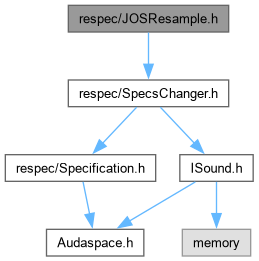 respec/JOSResample.h
respec/SpecsChanger.h
respec/Specification.h
ISound.h
Audaspace.h
memory